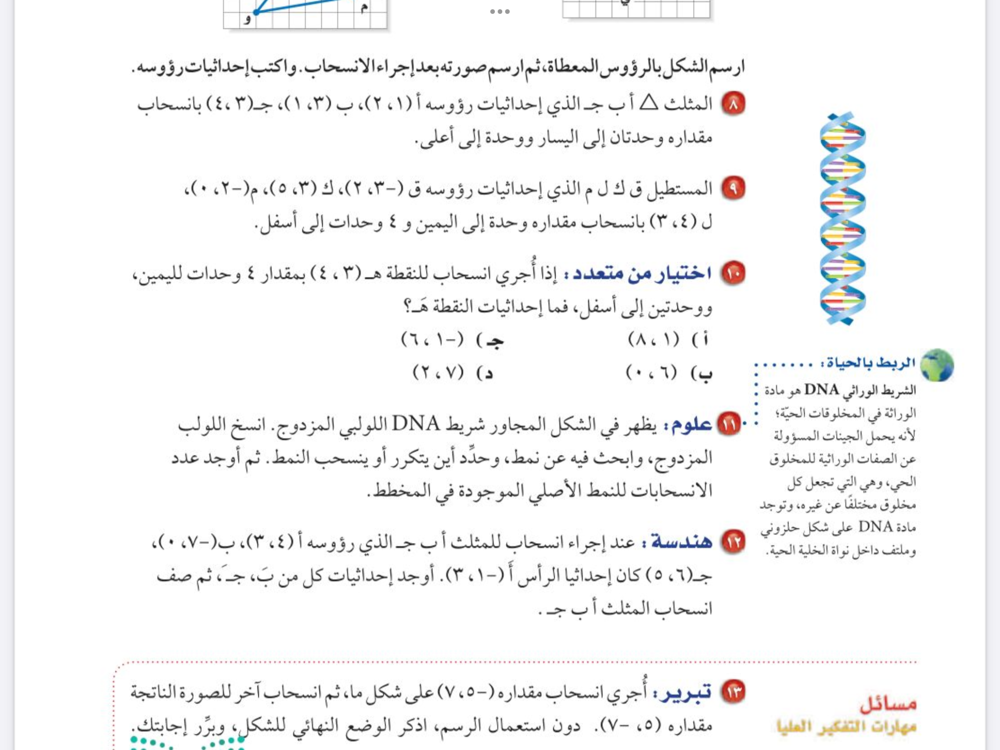 و
م
ي
ارسم الشكل بالرؤوس المعطاة، ثم ارسم صورته بعد إجراء الانسحاب. واكتب إحداثيات رؤوسه.
٨ المثلث △ أ ب جـ الذي إحداثيات رؤوسه أ (١، ٢)، ب (٣، ١)، جـ(٣، ٤) بانسحاب
مقداره وحدتان إلى اليسار ووحدة إلى أعلى.
٩ المستطيل ق ك ل م الذي إحداثيات رؤوسه ق (−٣، ٢)، ك (٣، ٥)، م(−٢، ٠)،
ل (٤، ٣) بانسحاب مقداره وحدة إلى اليمين و ٤ وحدات إلى أسفل.
١٠ اختيار من متعدد : إذا أُجري انسحاب للنقطة هـ (٣ ، ٤) بمقدار ٤ وحدات لليمين،
ووحدتين إلى أسفل، فما إحداثيات النقطة هَـ؟
أ ) (١ ، ٨) جـ ) (−١ ، ٦)
ب) (٦ ، ٠) د) (٧ ، ٢)
١١ علوم : يظهر في الشكل المجاور شريط DNA اللولبي المزدوج. انسخ اللولب
المزدوج، وابحث فيه عن نمط، وحدِّد أين يتكرر أو ينسحب النمط. ثم أوجد عدد
الانسحابات للنمط الأصلي الموجودة في المخطط.
١٢ هندسة : عند إجراء انسحاب للمثلث أ ب جـ الذي رؤوسه أ (٤، ٣)، ب(−٧، ٠)،
جـ(٦، ٥) كان إحداثيا الرأس أَ (−١، ٣). أوجد إحداثيات كل من بَ، جـَ، ثم صف
انسحاب المثلث أ ب جـ .
الربط بالحياة :
الشريط الوراثي DNA هو مادة
الوراثة في المخلوقات الحيّة؛
لأنه يحمل الجينات المسؤولة
عن الصفات الوراثية للمخلوق
الحي، وهي التي تجعل كل
مخلوق مختلفًا عن غيره، وتوجد
مادة DNA على شكل حلزوني
وملتف داخل نواة الخلية الحية.
مسائل
مهارات التفكير العليا
١٣ تبرير : أُجري انسحاب مقداره (−٥، ٧) على شكل ما، ثم انسحاب آخر للصورة الناتجة
مقداره (٥، −٧). دون استعمال الرسم، اذكر الوضع النهائي للشكل، وبرِّر إجابتك.